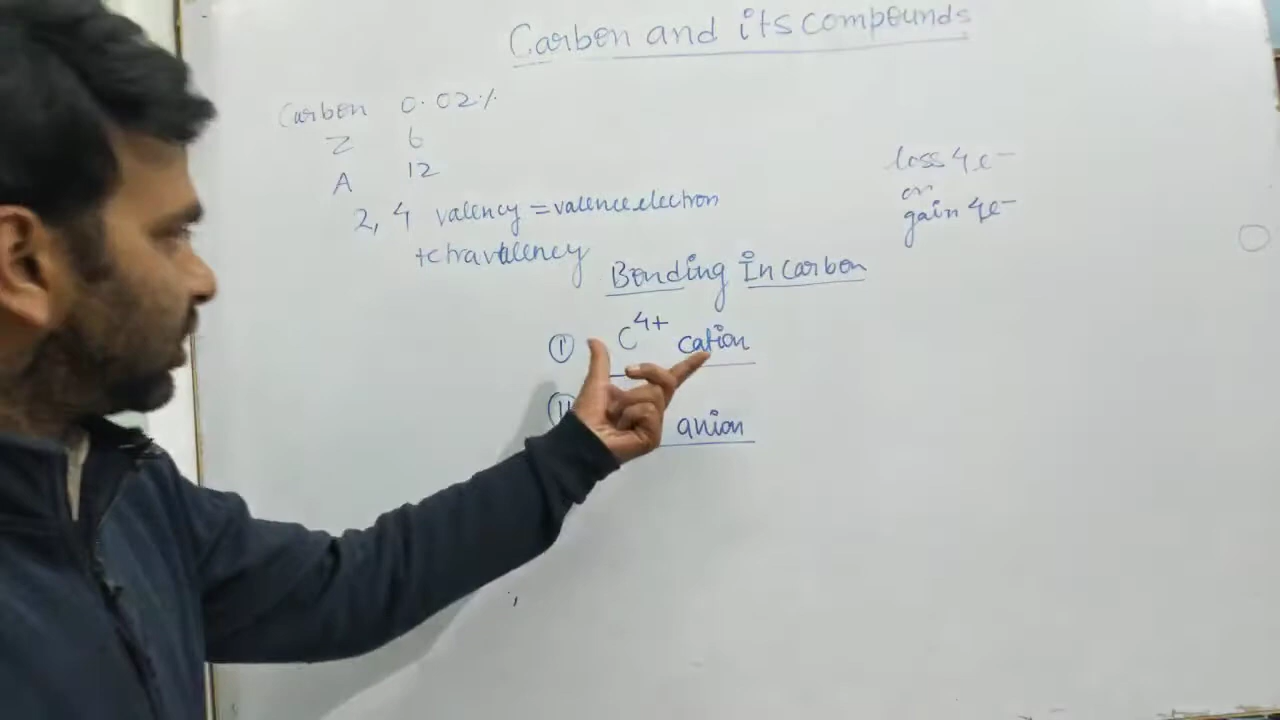 Carbon and its compounds
Carbon 0.02%
Z 6
A 12
2, 4 valency = valence electron
tetravalency
loss 4e⁻
or
gain 4e⁻
Bonding In carbon
(I) C⁴⁺ cation
(II) anion